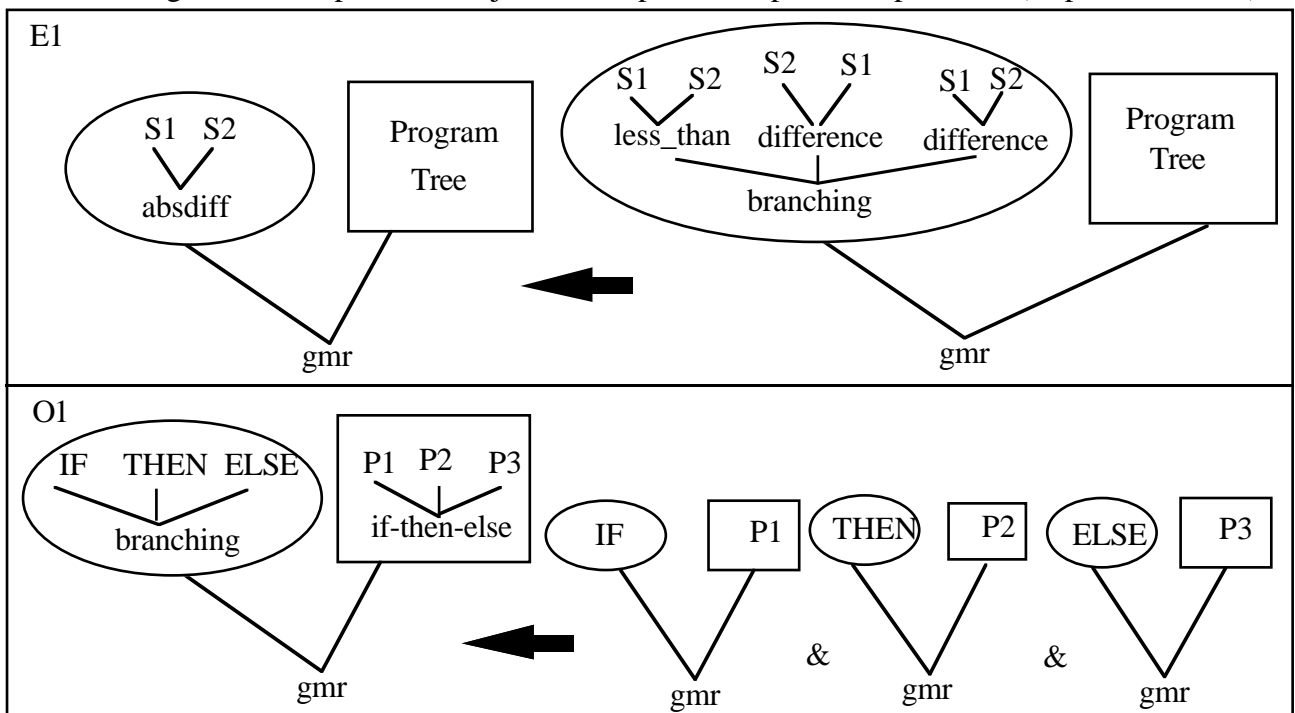 E1
S1 S2
absdiff
Program
Tree
gmr
S1 S2 S2 S1 S1 S2
less_than difference difference
branching
Program
Tree
gmr
O1
IF THEN ELSE
branching
P1 P2 P3
if-then-else
gmr
IF P1
gmr
&
THEN P2
gmr
&
ELSE P3
gmr